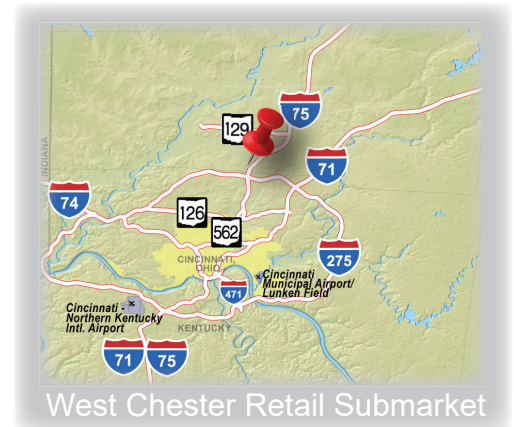 75
129
71
INDIANA
74
126
562
CINCINNATI,
OHIO
275
Cincinnati
Municipal Airport/
Lunken Field
471
Cincinnati -
Northern Kentucky
Intl. Airport
KENTUCKY
71
75
West Chester Retail Submarket